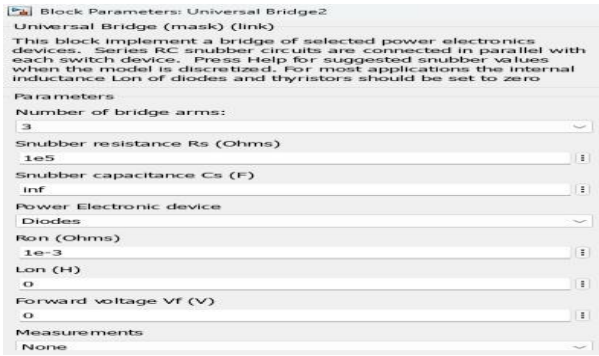 Block Parameters: Universal Bridge2
Universal Bridge (mask) (link)
This block implement a bridge of selected power electronics
devices. Series RC snubber circuits are connected in parallel with
each switch device. Press Help for suggested snubber values
when the model is discretized. For most applications the internal
inductance Lon of diodes and thyristors should be set to zero
Parameters
Number of bridge arms:
3
Snubber resistance Rs (Ohms)
1e5
Snubber capacitance Cs (F)
inf
Power Electronic device
Diodes
Ron (Ohms)
1e-3
Lon (H)
0
Forward voltage Vf (V)
0
Measurements
None